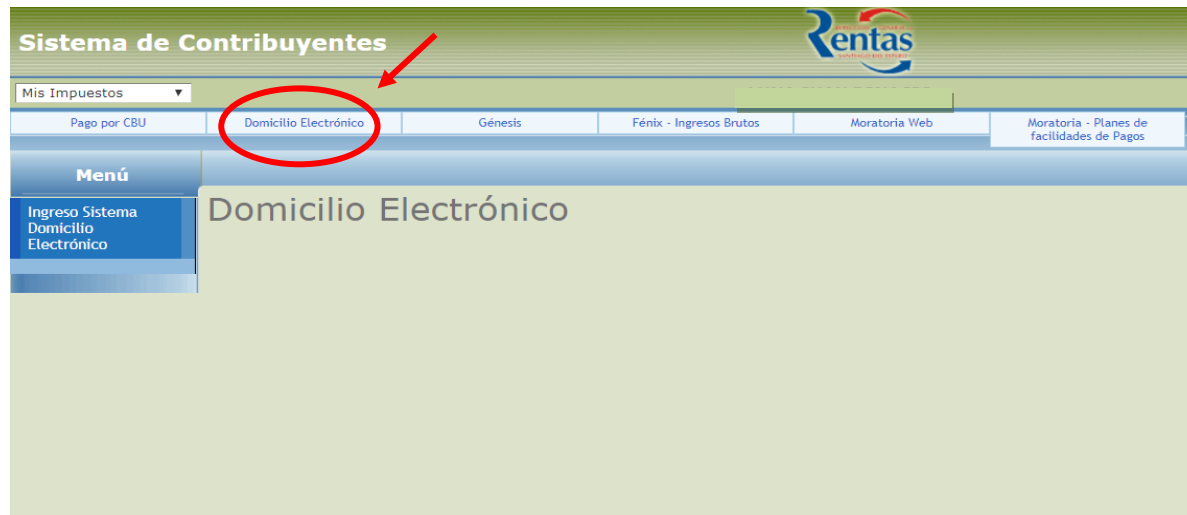 Sistema de Contribuyentes
Rentas
Mis Impuestos
Pago por CBU
Domicilio Electrónico
Génesis
Fénix - Ingresos Brutos
Moratoria Web
Moratoria - Planes de
facilidades de Pagos
Menú
Ingreso Sistema
Domicilio
Electrónico
Domicilio Electrónico